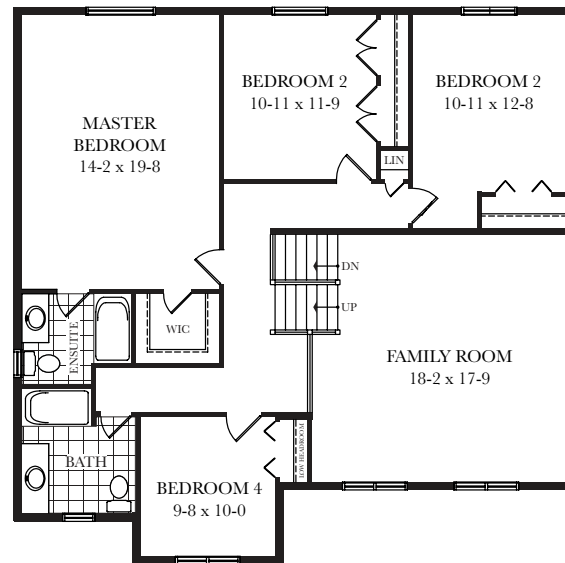 MASTER
BEDROOM
14-2 x 19-8
BEDROOM 2
10-11 x 11-9
BEDROOM 2
10-11 x 12-8
LIN
DN
UP
WIC
ENSUITE
FAMILY ROOM
18-2 x 17-9
BATH
BEDROOM 4
9-8 x 10-0
LOW HEADROOM